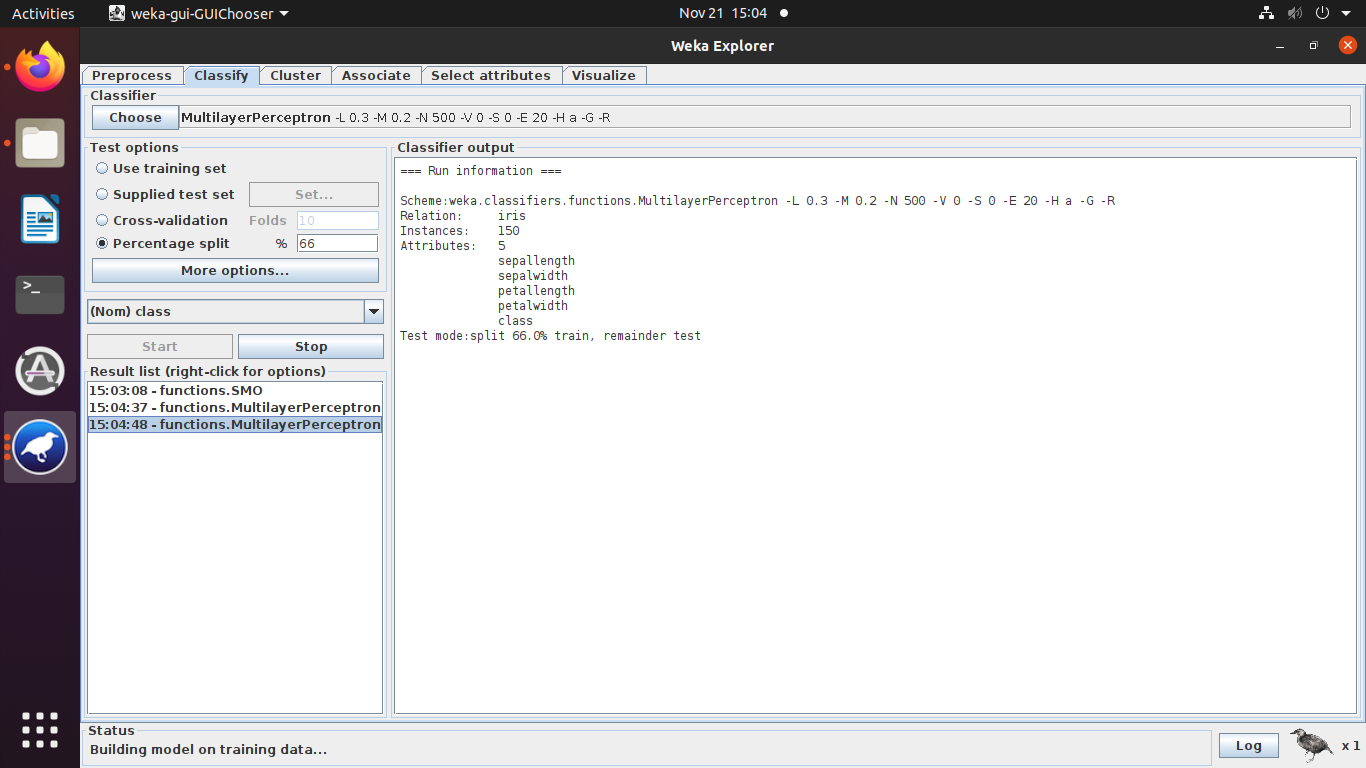 Activities weka-gui-GUIChooser Nov 21 15:04
Weka Explorer
Preprocess Classify Cluster Associate Select attributes Visualize
Classifier
Choose MultilayerPerceptron -L 0.3 -M 0.2 -N 500 -V 0 -S 0 -E 20 -H a -G -R
Test options
Use training set
Supplied test set Set...
Cross-validation Folds 10
Percentage split % 66
More options...
(Nom) class
Start Stop
Result list (right-click for options)
15:03:08 - functions.SMO
15:04:37 - functions.MultilayerPerceptron
15:04:48 - functions.MultilayerPerceptron
Classifier output
=== Run information ===
Scheme:weka.classifiers.functions.MultilayerPerceptron -L 0.3 -M 0.2 -N 500 -V 0 -S 0 -E 20 -H a -G -R
Relation: iris
Instances: 150
Attributes: 5
sepallength
sepalwidth
petallength
petalwidth
class
Test mode:split 66.0% train, remainder test
Status
Building model on training data...
Log x 1